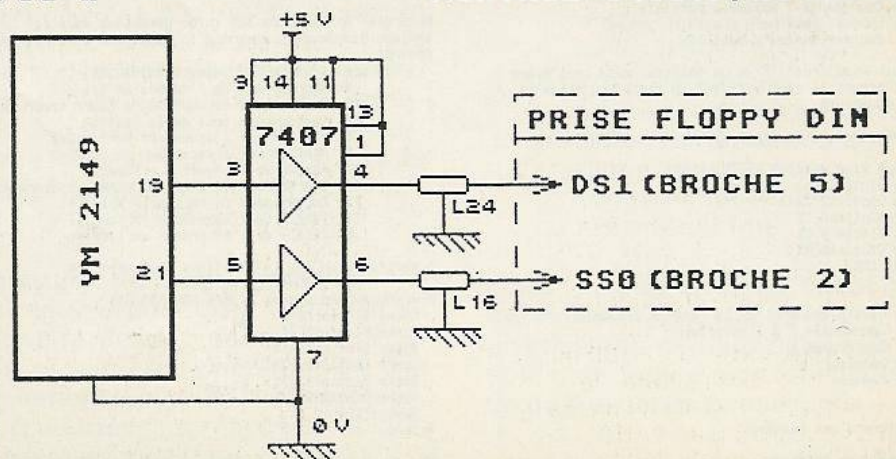 +5 V
9 14 11
13
7407
1
PRISE FLOPPY DIN
YM 2149
19
3
4
DS1 (BROCHE 5)
L24
21
5
6
SS0 (BROCHE 2)
L16
7
0 V